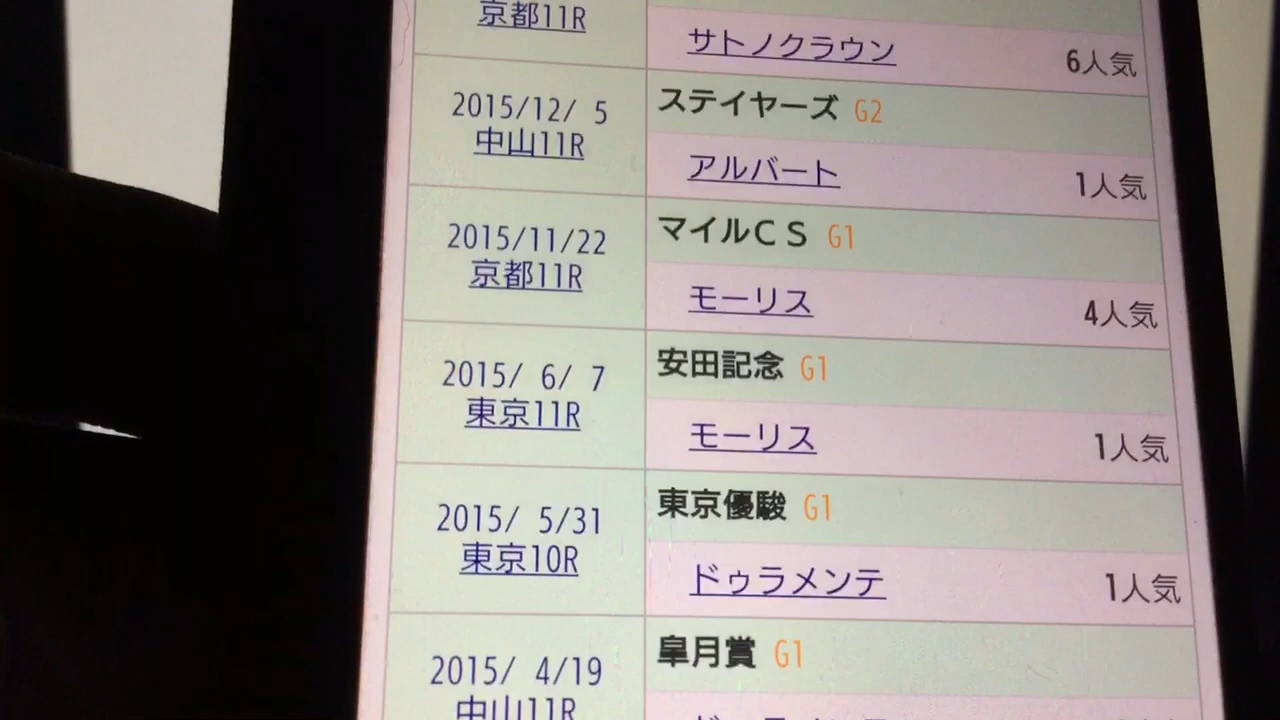 京都11R
サトノクラウン 6人気
2015/12/ 5
中山11R
ステイヤーズ G2
アルバート 1人気
2015/11/22
京都11R
マイルCS G1
モーリス 4人気
2015/ 6/ 7
東京11R
安田記念 G1
モーリス 1人気
2015/ 5/31
東京10R
東京優駿 G1
ドゥラメンテ 1人気
2015/ 4/19
中山11R
皐月賞 G1